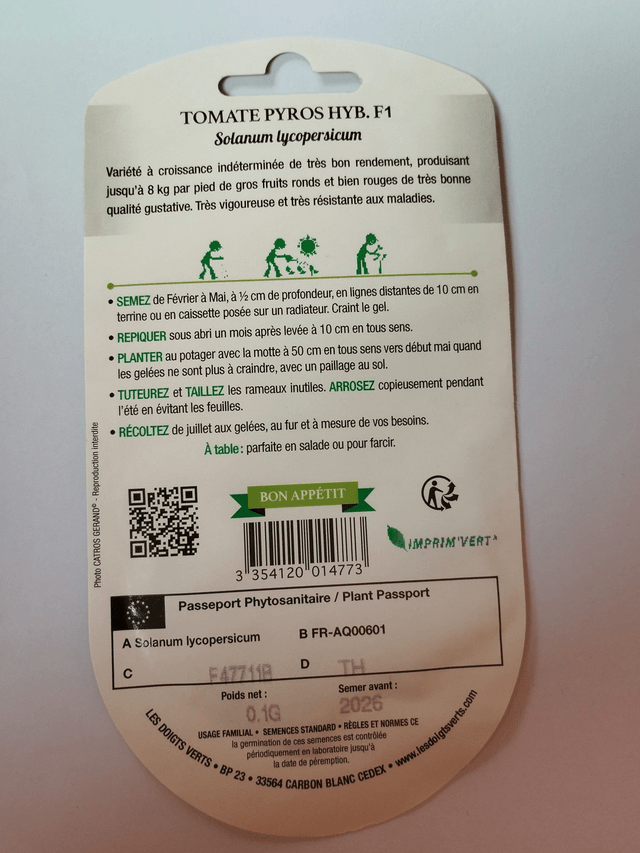 TOMATE PYROS HYB. F1
Solanum lycopersicum
Variété à croissance indéterminée de très bon rendement, produisant
jusqu'à 8 kg par pied de gros fruits ronds et bien rouges de très bonne
qualité gustative. Très vigoureuse et très résistante aux maladies.
• SEMEZ de Février à Mai, à ½ cm de profondeur, en lignes distantes de 10 cm en
terrine ou en caissette posée sur un radiateur. Craint le gel.
• REPIQUER sous abri un mois après levée à 10 cm en tous sens.
• PLANTER au potager avec la motte à 50 cm en tous sens vers début mai quand
les gelées ne sont plus à craindre, avec un paillage au sol.
• TUTEUREZ et TAILLEZ les rameaux inutiles. ARROSEZ copieusement pendant
l'été en évitant les feuilles.
• RÉCOLTEZ de juillet aux gelées, au fur et à mesure de vos besoins.
À table : parfaite en salade ou pour farcir.
Photo CATROS GERAND® - Reproduction interdite
BON APPÉTIT
IMPRIM'VERT
3 354120 014773
Passeport Phytosanitaire / Plant Passport
A Solanum lycopersicum
B FR-AQ00601
C F47711B
D TH
Poids net :
0.1G
Semer avant :
2026
USAGE FAMILIAL • SEMENCES STANDARD • RÈGLES ET NORMES CE
la germination de ces semences est contrôlée
périodiquement en laboratoire jusqu'à
la date de péremption.
LES DOIGTS VERTS • BP 23 • 33564 CARBON BLANC CEDEX • www.lesdoigtsverts.com